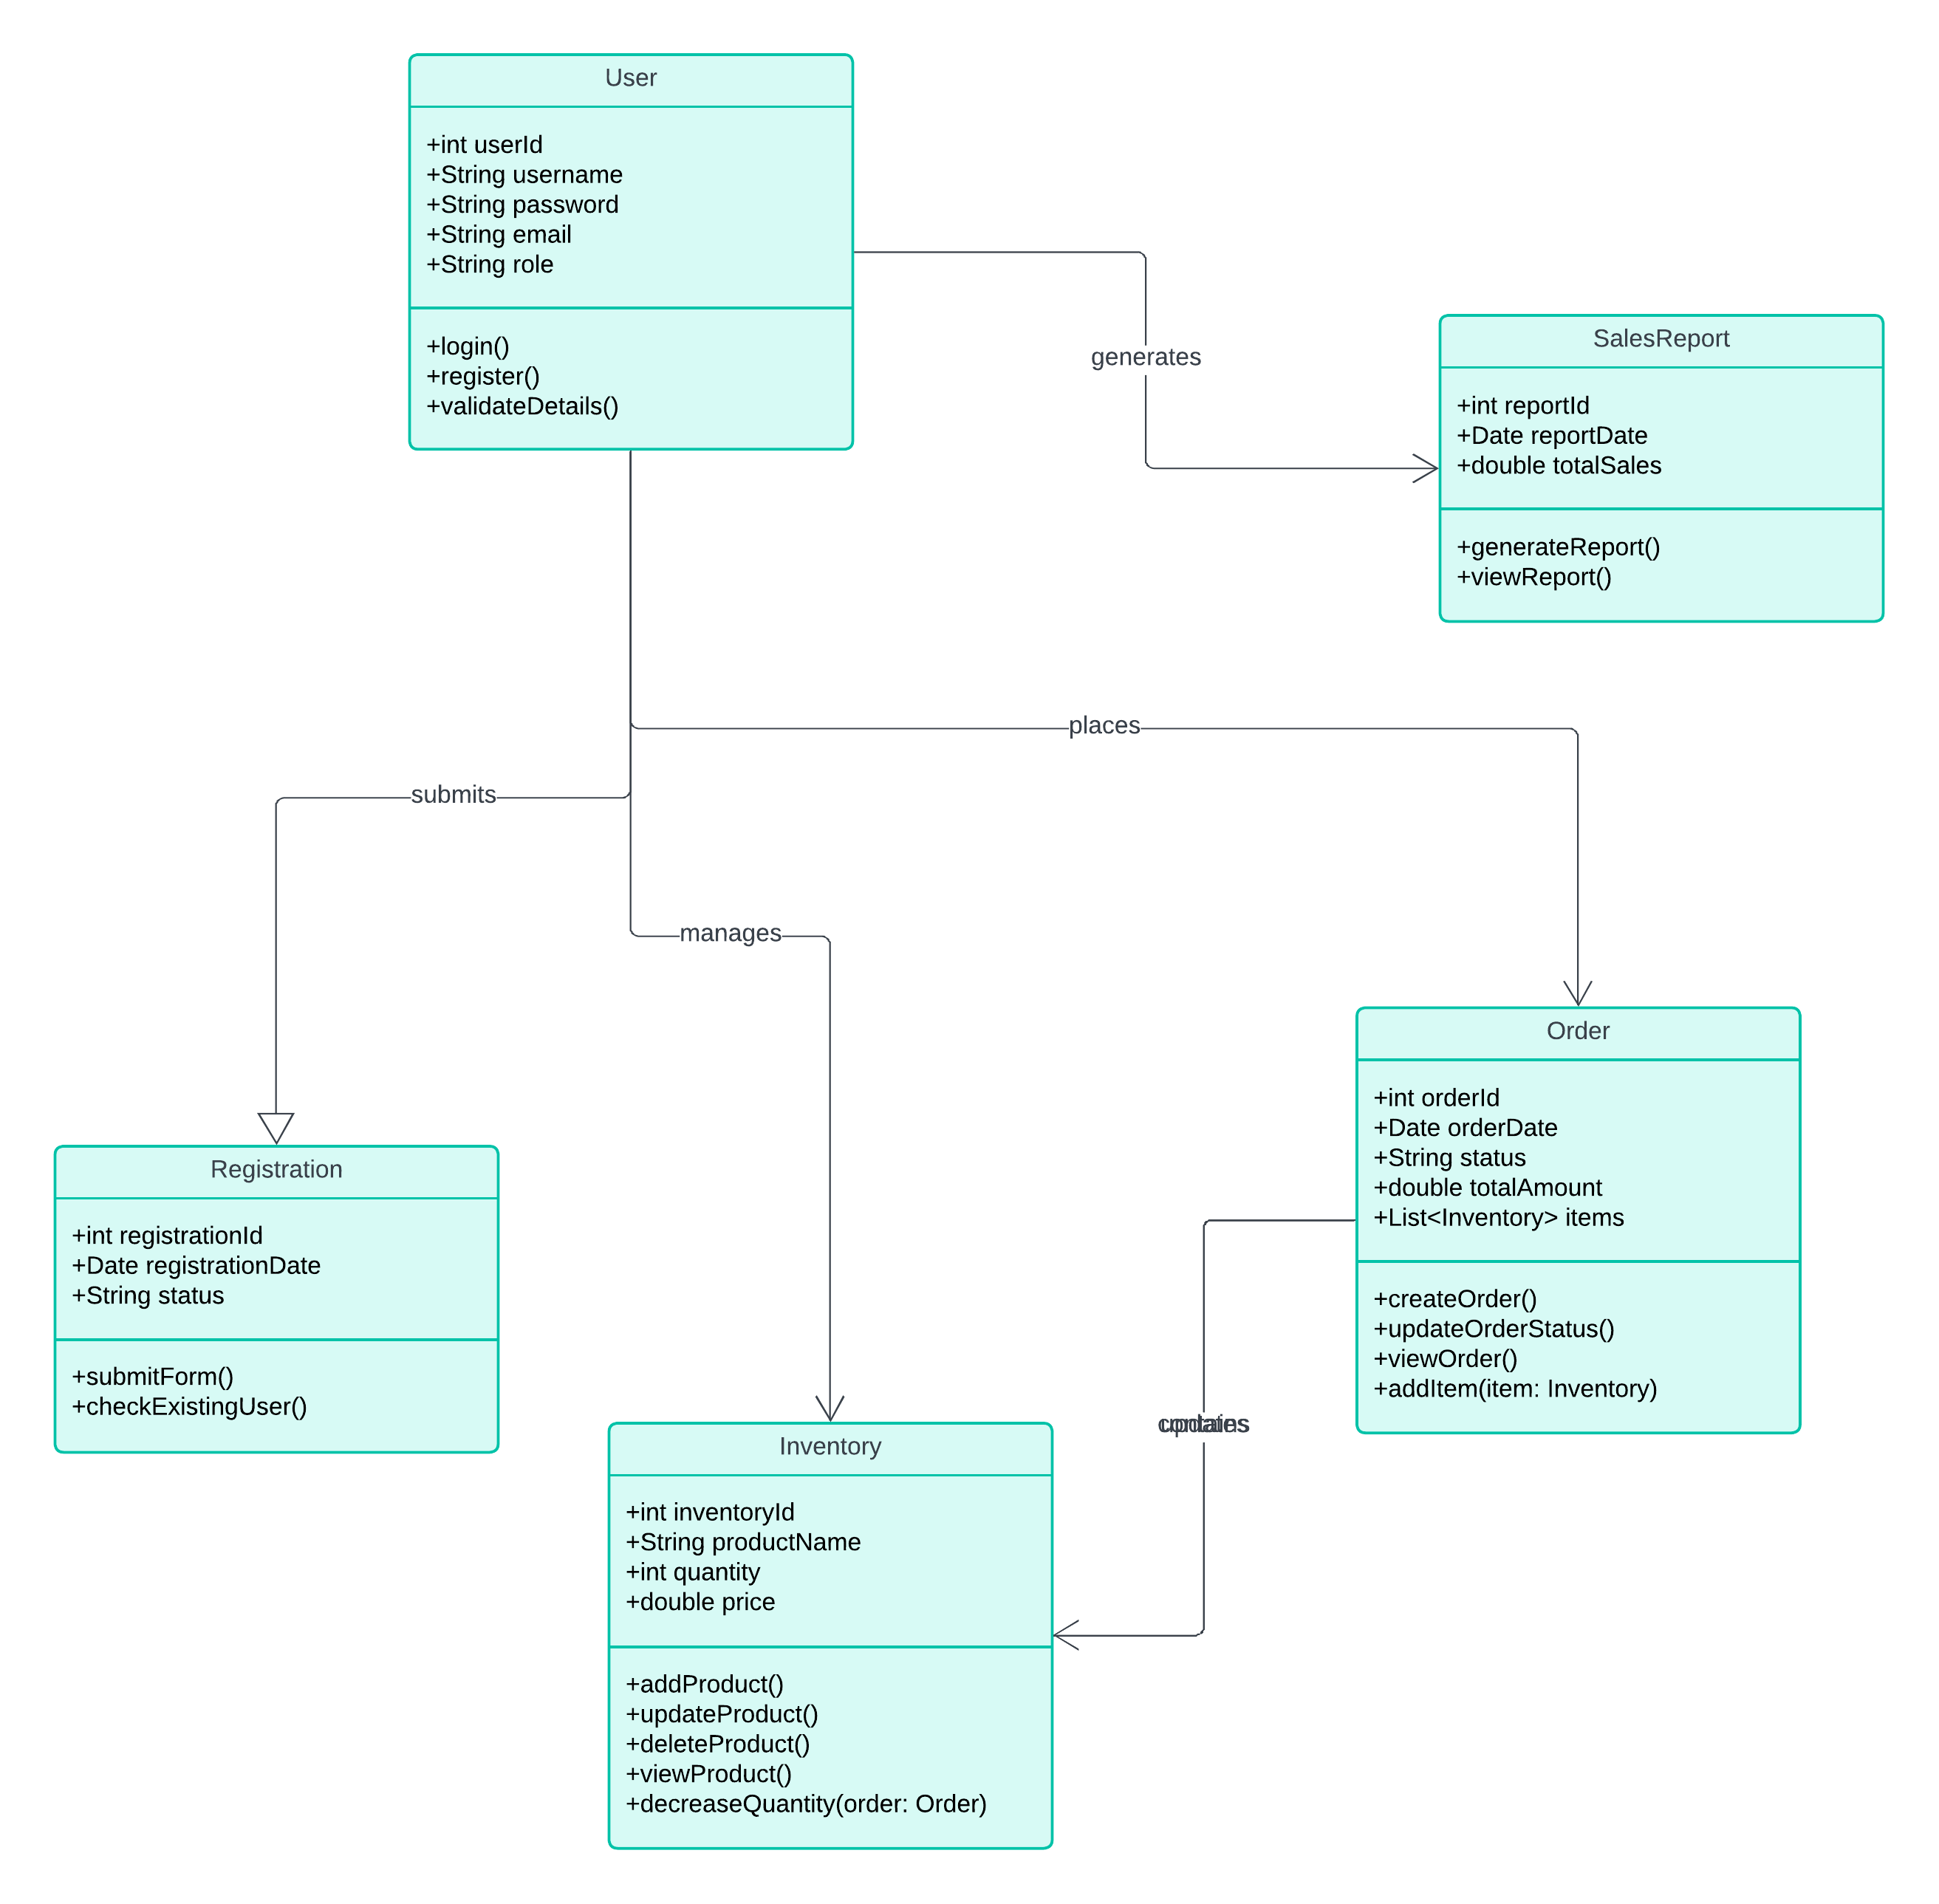 User
+int userId
+String username
+String password
+String email
+String role
+login()
+register()
+validateDetails()
generates
SalesReport
+int reportId
+Date reportDate
+double totalSales
+generateReport()
+viewReport()
places
submits
manages
Order
+int orderId
+Date orderDate
+String status
+double totalAmount
+List<Inventory> items
+createOrder()
+updateOrderStatus()
+viewOrder()
+addItem(item: Inventory)
Registration
+int registrationId
+Date registrationDate
+String status
+submitForm()
+checkExistingUser()
contains
updates
Inventory
+int inventoryId
+String productName
+int quantity
+double price
+addProduct()
+updateProduct()
+deleteProduct()
+viewProduct()
+decreaseQuantity(order: Order)